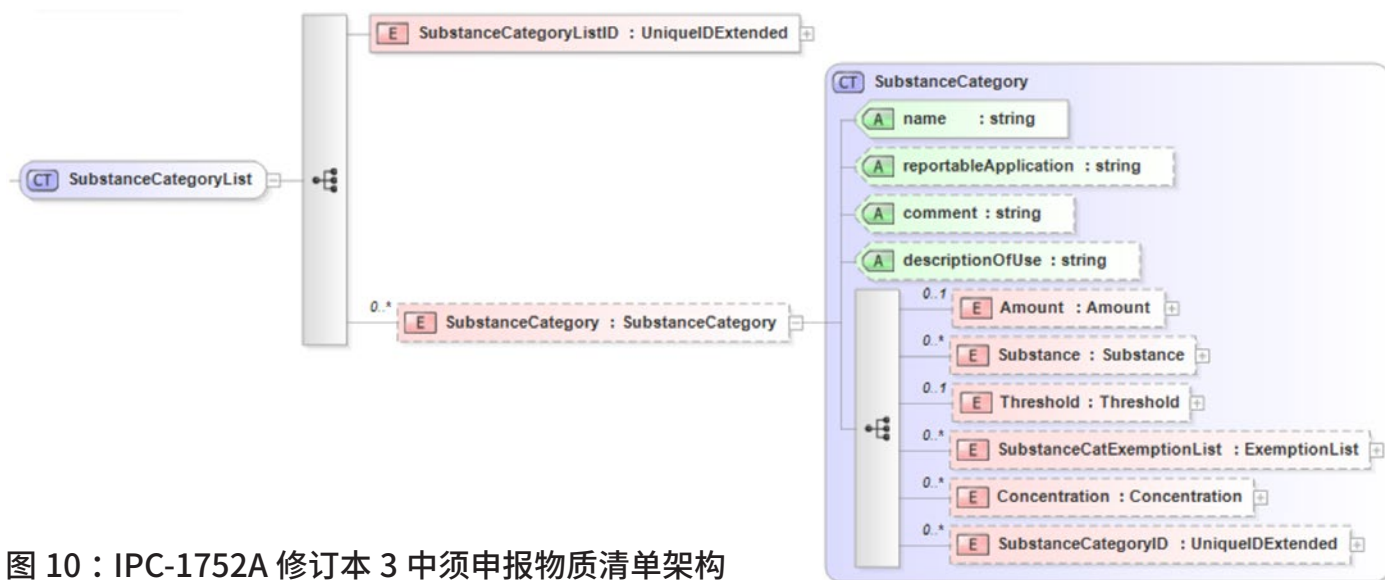 E SubstanceCategoryListID : UniqueIDExtended
CT SubstanceCategory
A name : string
A reportableApplication : string
CT SubstanceCategoryList
A comment : string
A descriptionOfUse : string
0..1
E Amount : Amount
0..*
E SubstanceCategory : SubstanceCategory
0..*
E Substance : Substance
0..1
E Threshold : Threshold
0..*
E SubstanceCatExemptionList : ExemptionList
0..*
E Concentration : Concentration
0..*
E SubstanceCategoryID : UniqueIDExtended
图 10：IPC-1752A 修订本 3 中须申报物质清单架构